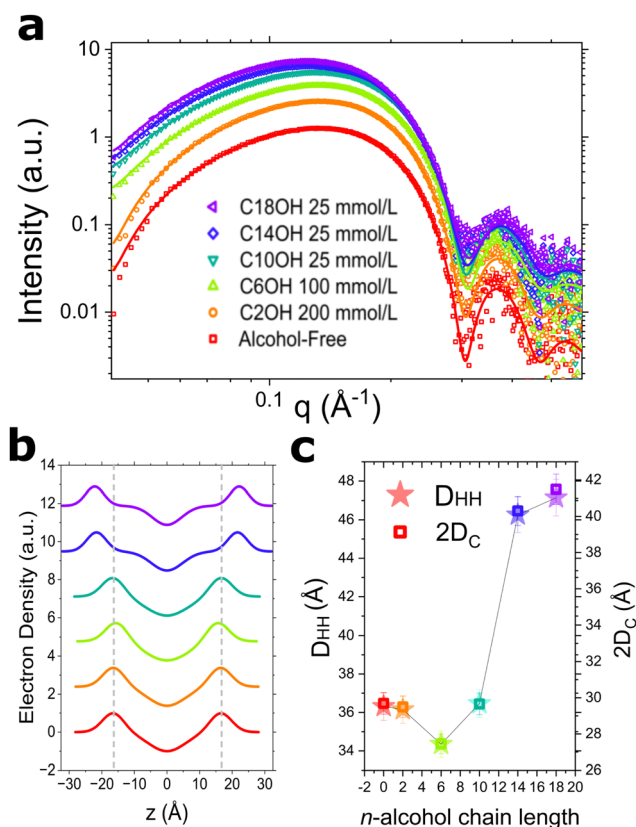 a
10
1
0.1
0.01
Intensity (a.u.)
C18OH 25 mmol/L
C14OH 25 mmol/L
C10OH 25 mmol/L
C6OH 100 mmol/L
C2OH 200 mmol/L
Alcohol-Free
0.1
q (Å⁻¹)
b
14
12
10
8
6
4
2
0
−2
Electron Density (a.u.)
−30 −20 −10 0 10 20 30
z (Å)
c
48
46
44
42
40
38
36
34
DHH (Å)
DHH
2DC
42
40
38
36
34
32
30
28
26
2DC (Å)
-2 0 2 4 6 8 10 12 14 16 18 20
n-alcohol chain length